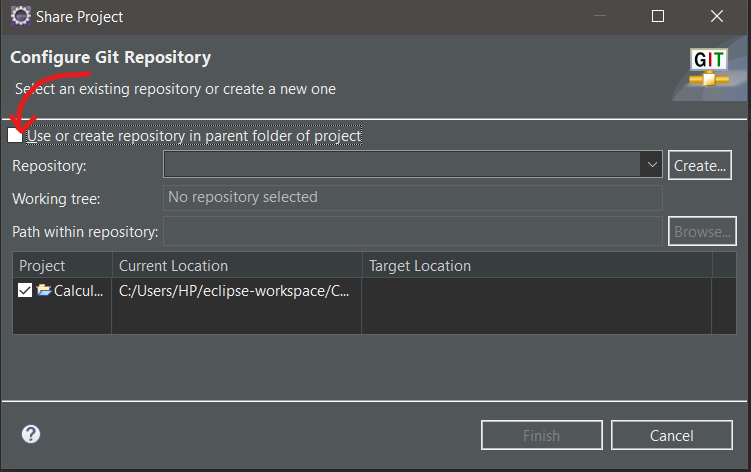 Share Project
Configure Git Repository
Select an existing repository or create a new one
GIT
Use or create repository in parent folder of project
Repository: Create...
Working tree: No repository selected
Path within repository: Browse...
Project Current Location Target Location
Calcul... C:/Users/HP/eclipse-workspace/C...
? Finish Cancel